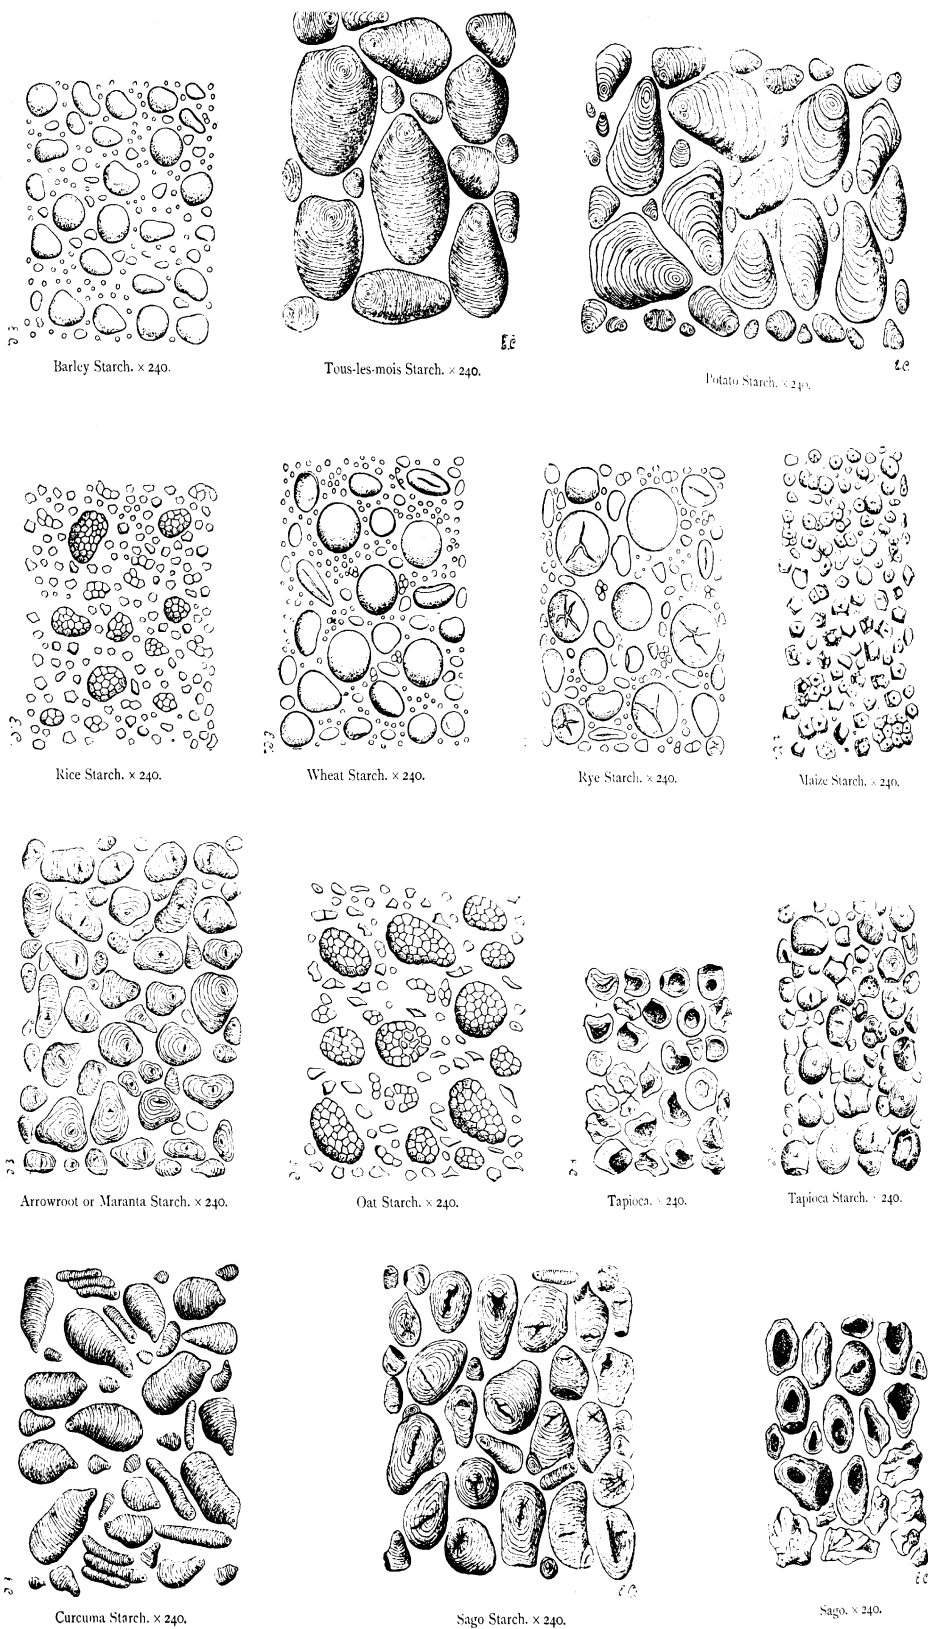 E.C
Barley Starch. × 240.
Tous-les-mois Starch. × 240.
E.C.
Potato Starch. × 240.
Rice Starch. × 240.
Wheat Starch. × 240.
Rye Starch. × 240.
Maize Starch. × 240.
Arrowroot or Maranta Starch. × 240.
Oat Starch. × 240.
Tapioca. × 240.
Tapioca Starch. × 240.
E.C.
E.C
Curcuma Starch. × 240.
Sago Starch. × 240.
Sago. × 240.